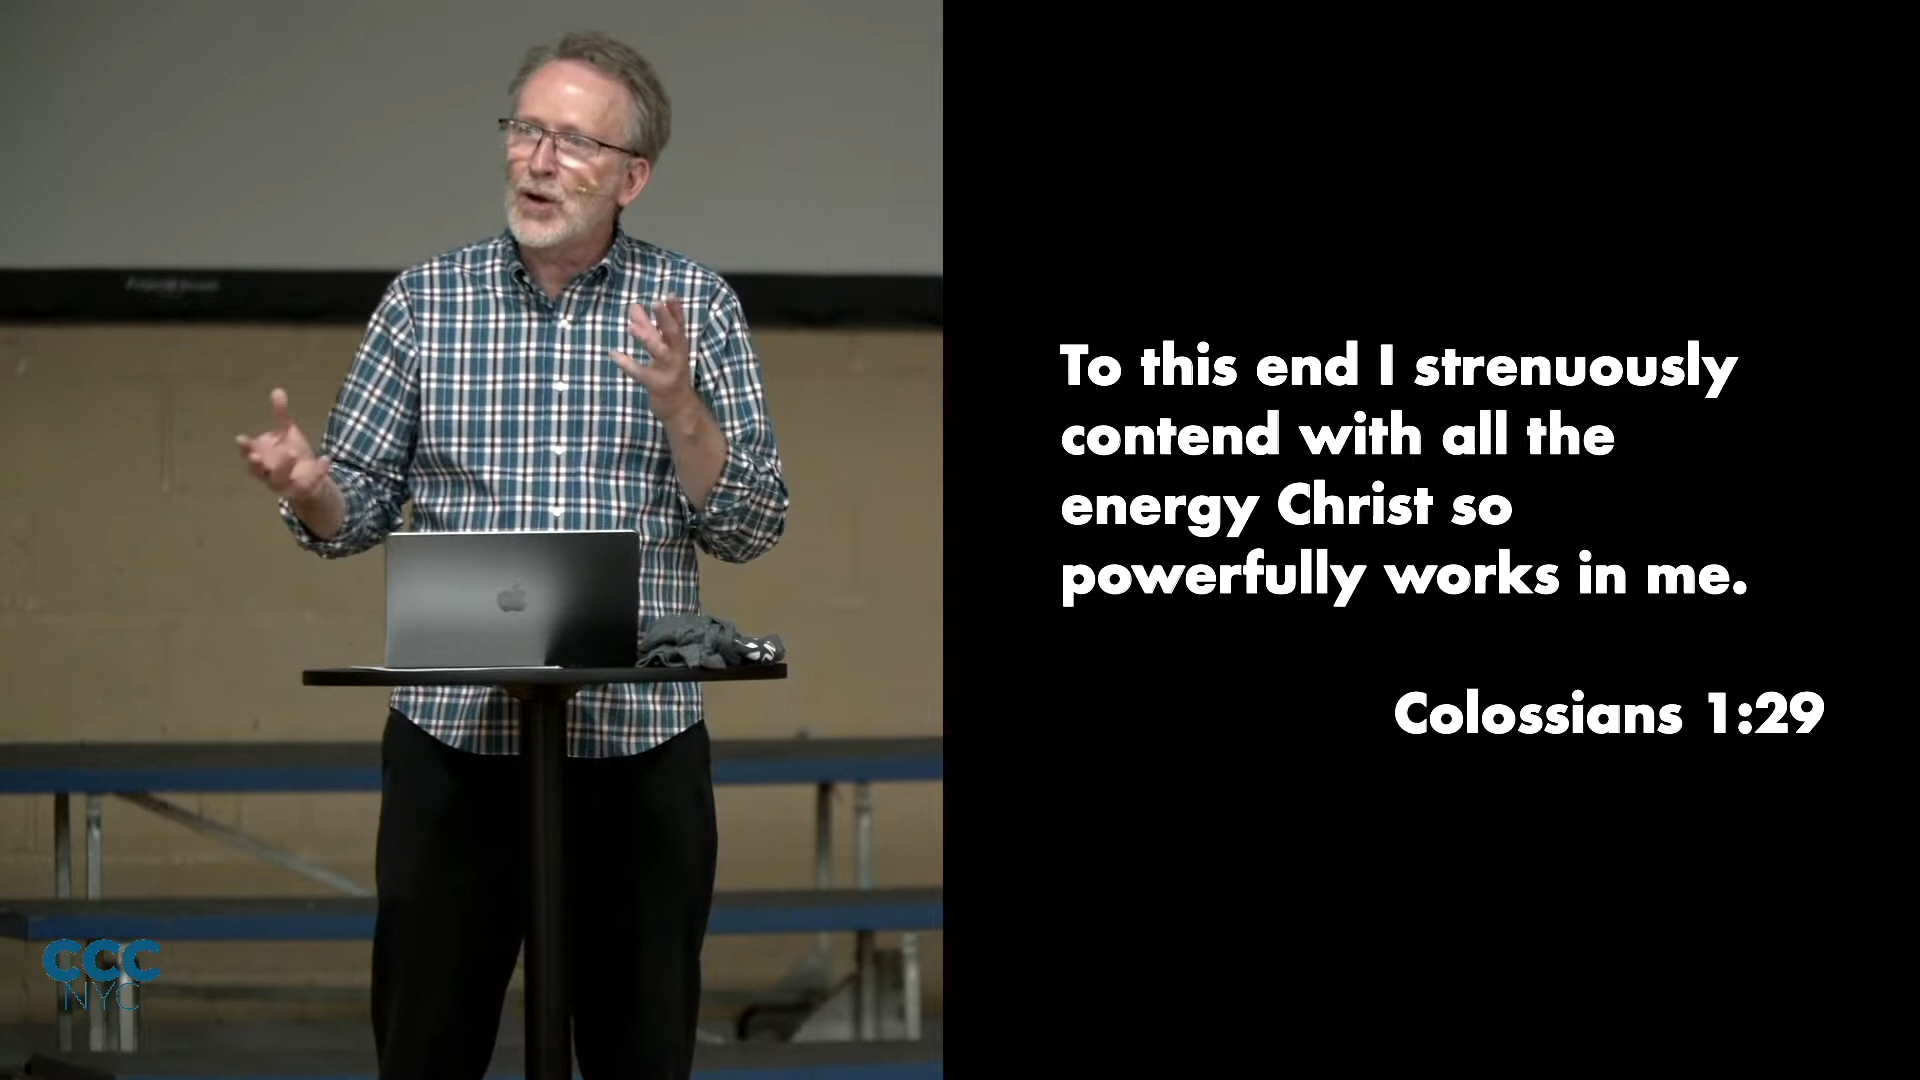 To this end I strenuously
contend with all the
energy Christ so
powerfully works in me.
Colossians 1:29
CCC
NYC